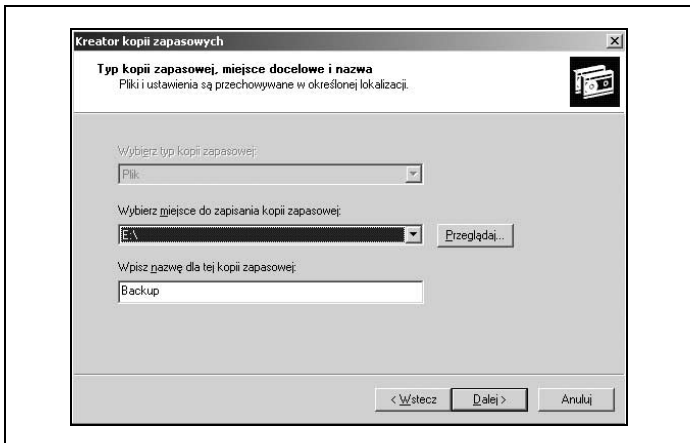 Kreator kopii zapasowych
Typ kopii zapasowej, miejsce docelowe i nazwa
Pliki i ustawienia są przechowywane w określonej lokalizacji.
Wybierz typ kopii zapasowej:
Plik
Wybierz miejsce do zapisania kopii zapasowej:
E:\
Przeglądaj...
Wpisz nazwę dla tej kopii zapasowej:
Backup
< Wstecz Dalej > Anuluj